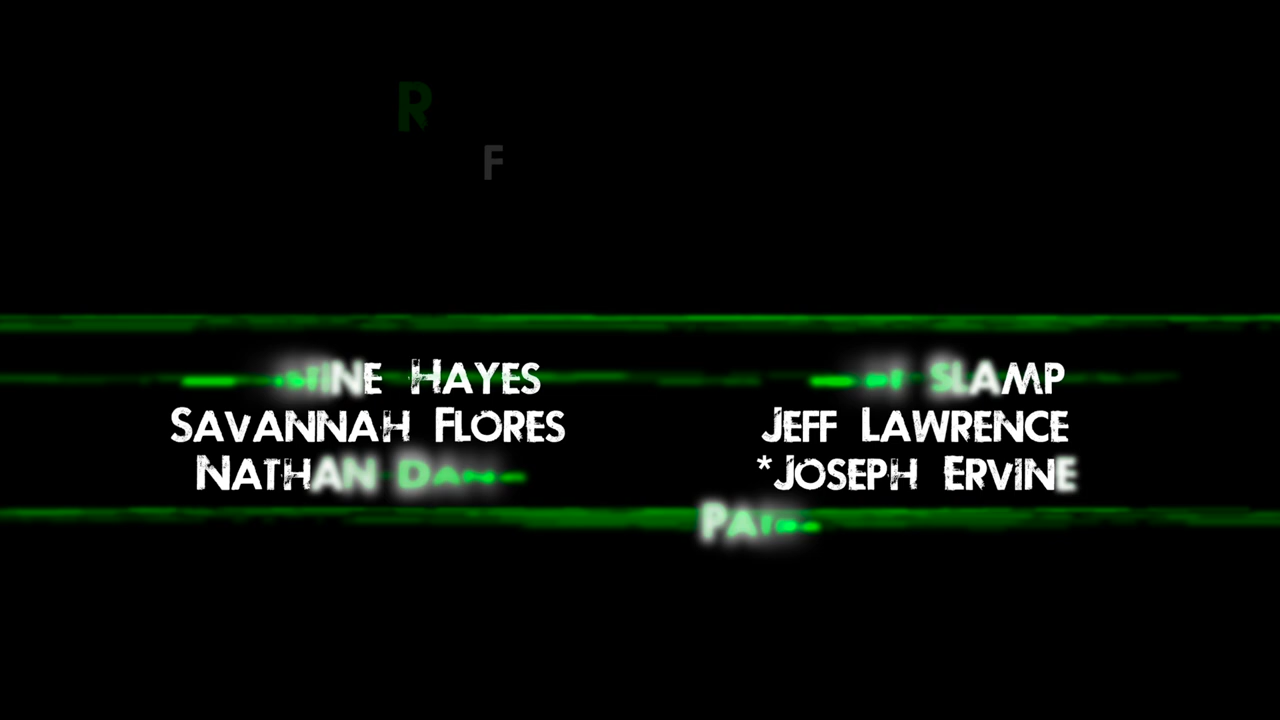 R
F
Hayes
Slamp
Savannah Flores
Jeff Lawrence
Nathan
*Joseph Ervine